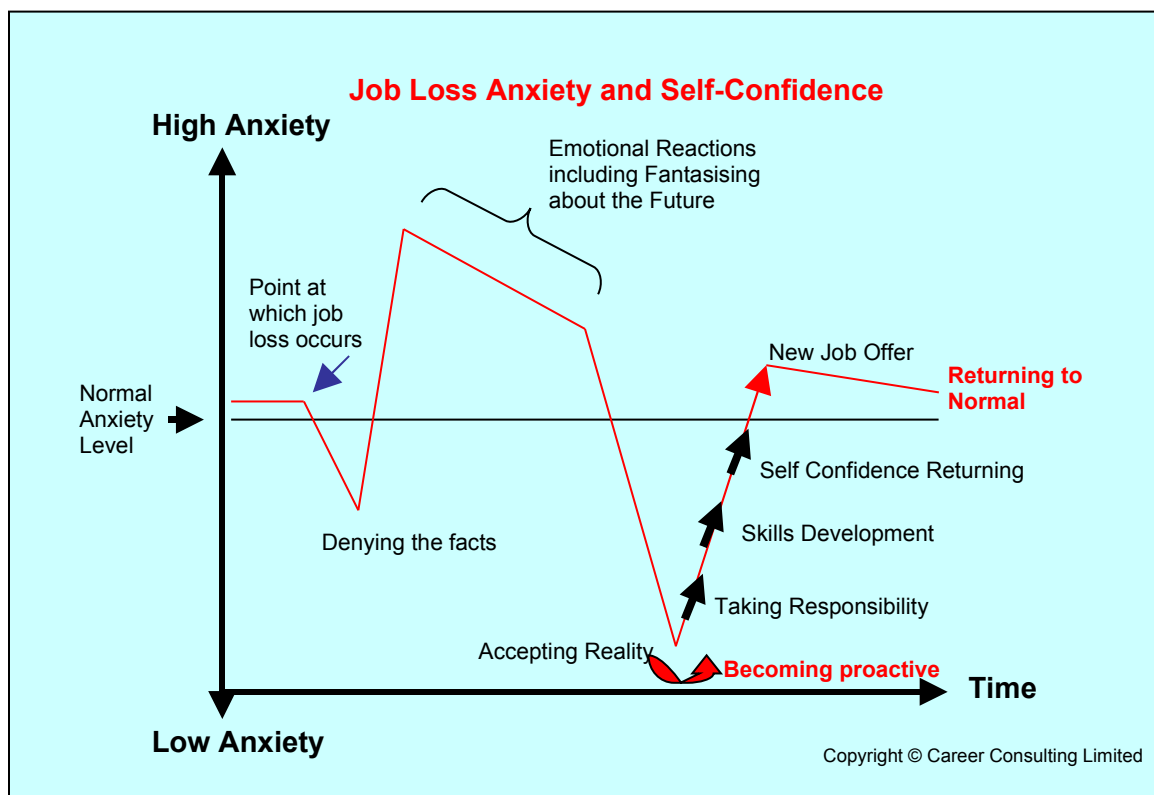 Job Loss Anxiety and Self-Confidence
High Anxiety
Emotional Reactions
including Fantasising
about the Future
Point at
which job
loss occurs
New Job Offer
Returning to
Normal
Normal
Anxiety
Level
Self Confidence Returning
Denying the facts
Skills Development
Taking Responsibility
Accepting Reality
Becoming proactive
Time
Low Anxiety
Copyright © Career Consulting Limited